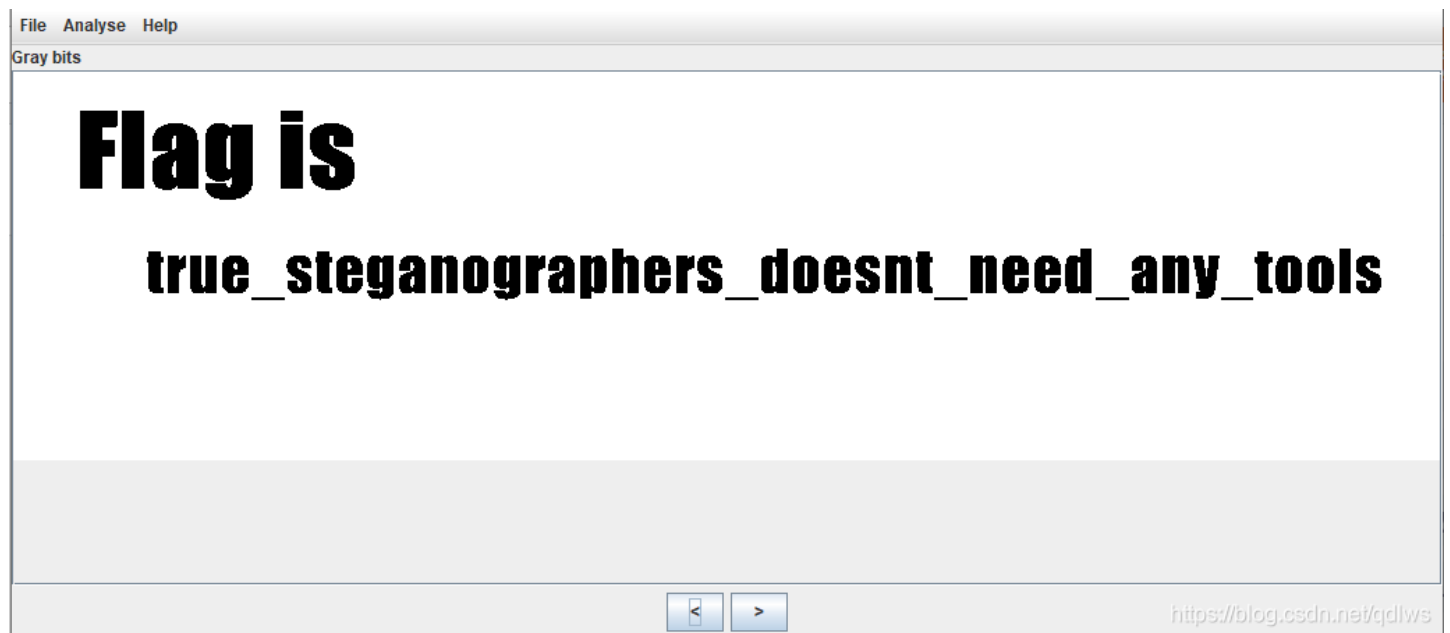 File Analyse Help
Gray bits
Flag is
true_steganographers_doesnt_need_any_tools
< >
https://blog.csdn.net/qdlws